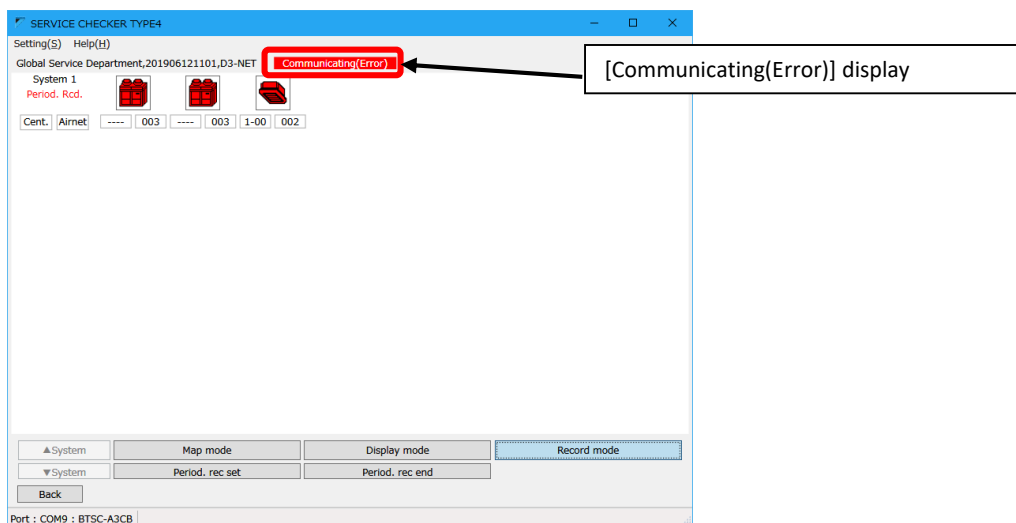 SERVICE CHECKER TYPE4
Setting(S) Help(H)
Global Service Department,201906121101,D3-NET Communicating(Error)
[Communicating(Error)] display
System 1
Period. Rcd.
Cent. Airnet ---- 003 ---- 003 1-00 002
▲System Map mode Display mode Record mode
▼System Period. rec set Period. rec end
Back
Port : COM9 : BTSC-A3CB